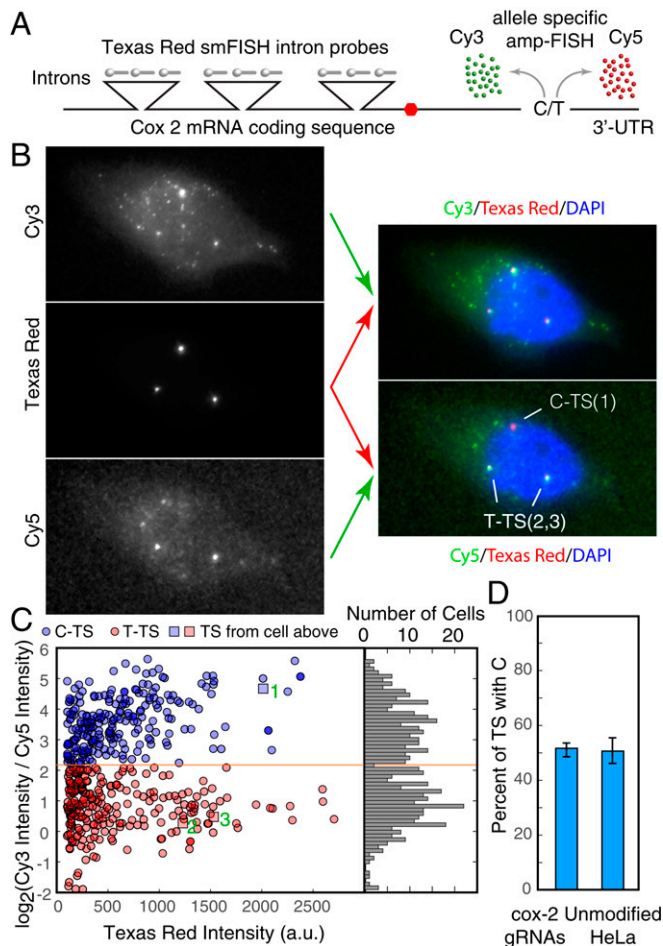 A
Texas Red smFISH intron probes
allele specific
amp-FISH
Cy3
Cy5
Introns
C/T
Cox 2 mRNA coding sequence
3'-UTR
B
Cy3
Texas Red
Cy5
Cy3/Texas Red/DAPI
C-TS(1)
T-TS(2,3)
Cy5/Texas Red/DAPI
C
C-TS
T-TS
TS from cell above
Number of Cells
0 10 20
log2(Cy3 Intensity / Cy5 Intensity)
6
5
4
3
2
1
0
-1
-2
1
2
3
0 500 1000 1500 2000 2500
Texas Red Intensity (a.u.)
D
Percent of TS with C
100
80
60
40
20
0
cox-2 Unmodified
gRNAs HeLa